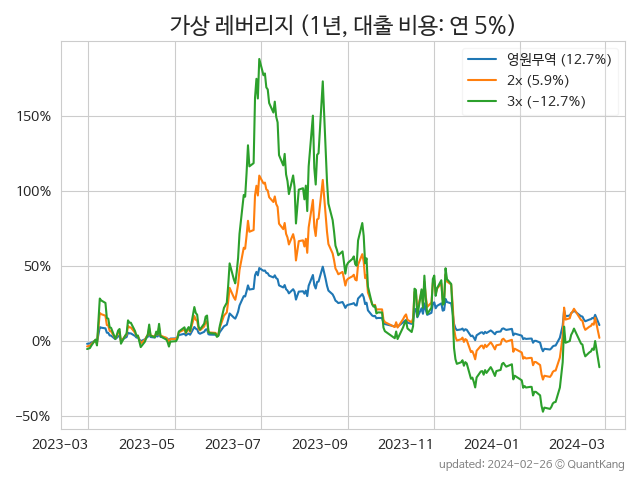 가상 레버리지 (1년, 대출 비용: 연 5%)
영원무역 (12.7%)
2x (5.9%)
3x (−12.7%)
150%
100%
50%
0%
−50%
2023-03 2023-05 2023-07 2023-09 2023-11 2024-01 2024-03
updated: 2024-02-26 © QuantKang